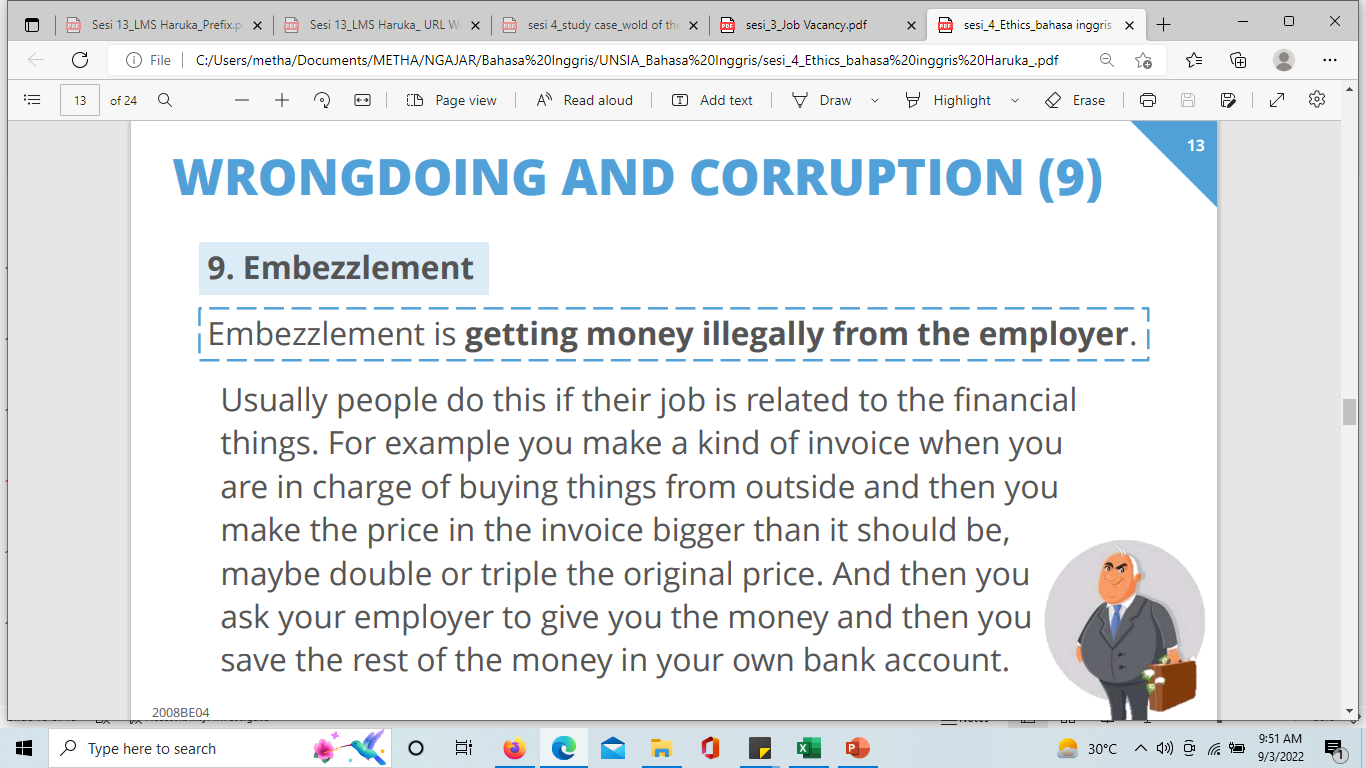 Sesi 13_LMS Haruka_Prefix.p
Sesi 13_LMS Haruka_ URL W
sesi 4_study case_wold of the
sesi_3_Job Vacancy.pdf
sesi_4_Ethics_bahasa inggris
File
C:/Users/metha/Documents/METHA/NGAJAR/Bahasa%20Inggris/UNSIA_Bahasa%20Inggris/sesi_4_Ethics_bahasa%20inggris%20Haruka_.pdf
13 of 24
Page view
Read aloud
Add text
Draw
Highlight
Erase
13
WRONGDOING AND CORRUPTION (9)
9. Embezzlement
Embezzlement is getting money illegally from the employer.
Usually people do this if their job is related to the financial
things. For example you make a kind of invoice when you
are in charge of buying things from outside and then you
make the price in the invoice bigger than it should be,
maybe double or triple the original price. And then you
ask your employer to give you the money and then you
save the rest of the money in your own bank account.
2008BE04
Type here to search
30°C
9:51 AM
9/3/2022
1